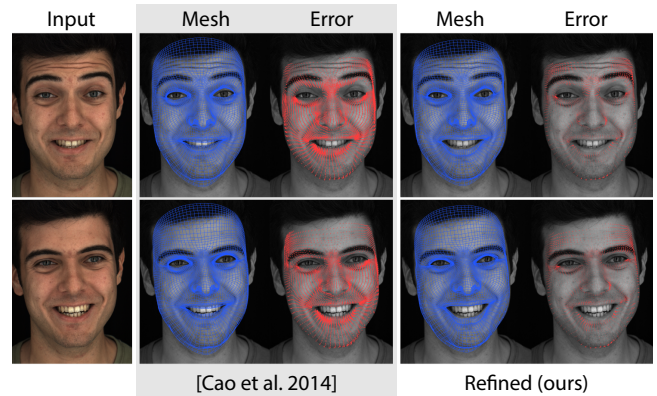 Input Mesh Error Mesh Error
[Cao et al. 2014] Refined (ours)